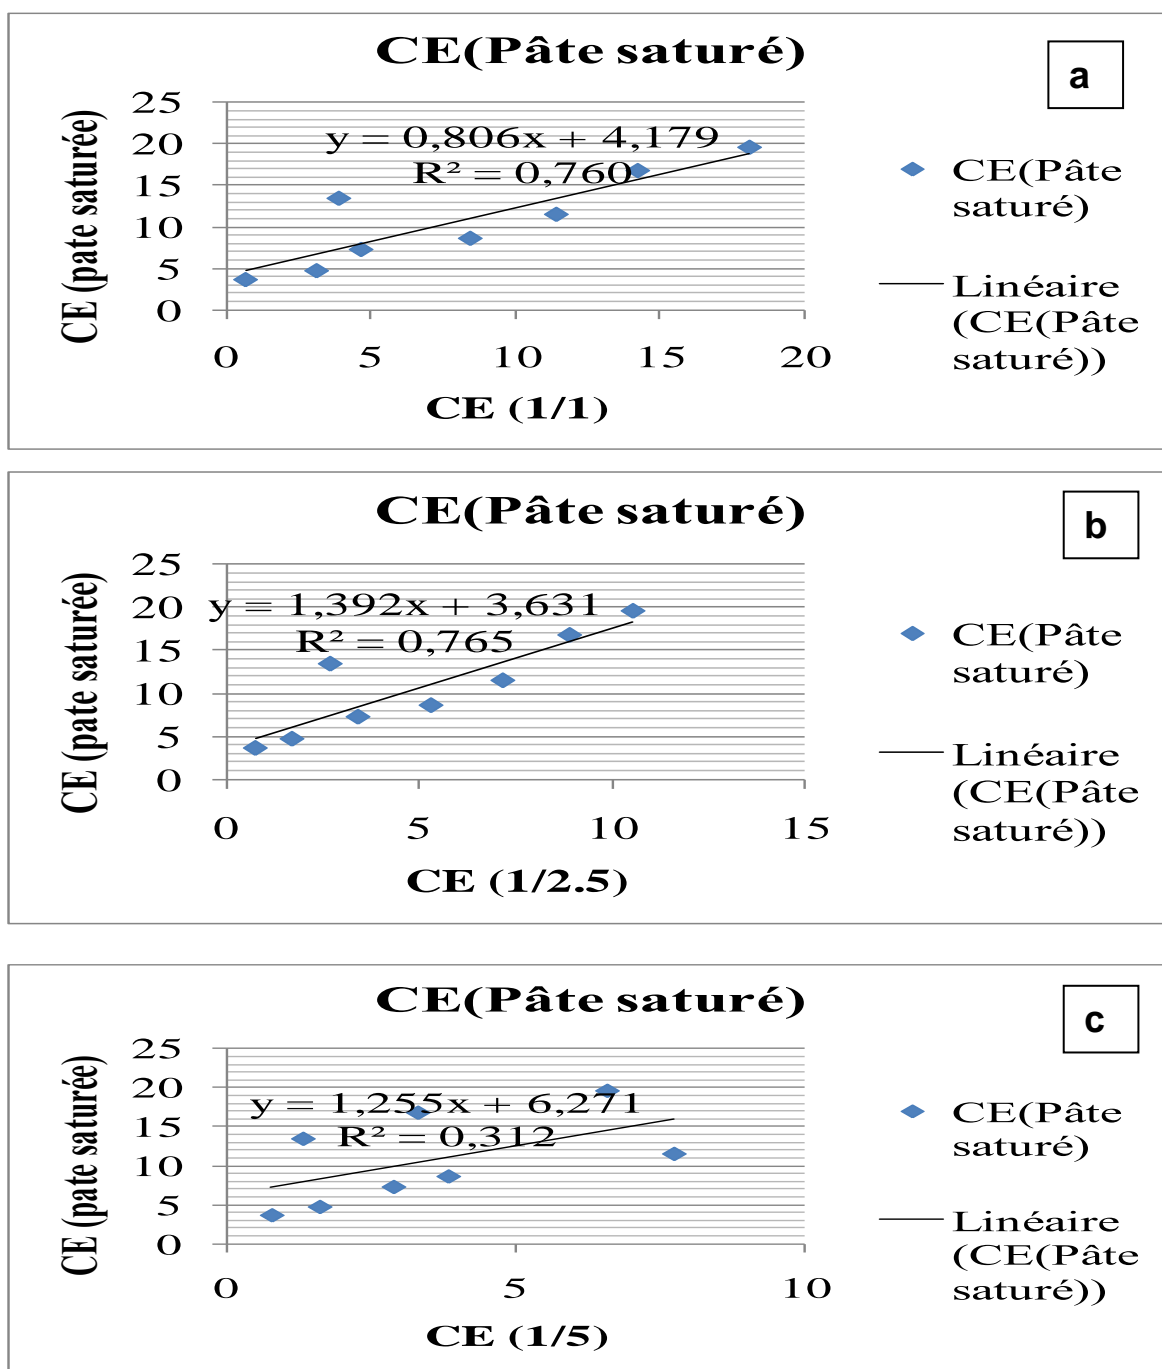 CE(Pâte saturé)
a
CE (pate saturée)
25
20
15
10
5
0
y = 0,806x + 4,179
R² = 0,760
0 5 10 15 20
CE (1/1)
CE(Pâte
saturé)
Linéaire
(CE(Pâte
saturé))
CE(Pâte saturé)
b
CE (pate saturée)
25
20
15
10
5
0
y = 1,392x + 3,631
R² = 0,765
0 5 10 15
CE (1/2.5)
CE(Pâte
saturé)
Linéaire
(CE(Pâte
saturé))
CE(Pâte saturé)
c
CE (pate saturée)
25
20
15
10
5
0
y = 1,255x + 6,271
R² = 0,312
0 5 10
CE (1/5)
CE(Pâte
saturé)
Linéaire
(CE(Pâte
saturé))